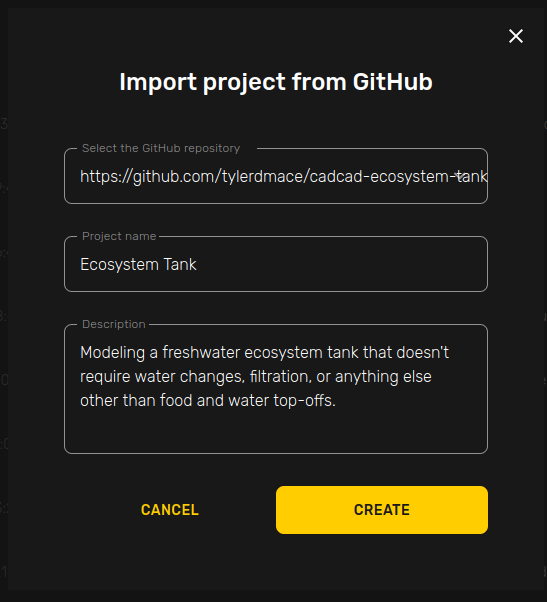 Import project from GitHub
Select the GitHub repository
https://github.com/tylerdmace/cadcad-ecosystem-tank
Project name
Ecosystem Tank
Description
Modeling a freshwater ecosystem tank that doesn't
require water changes, filtration, or anything else
other than food and water top-offs.
CANCEL
CREATE